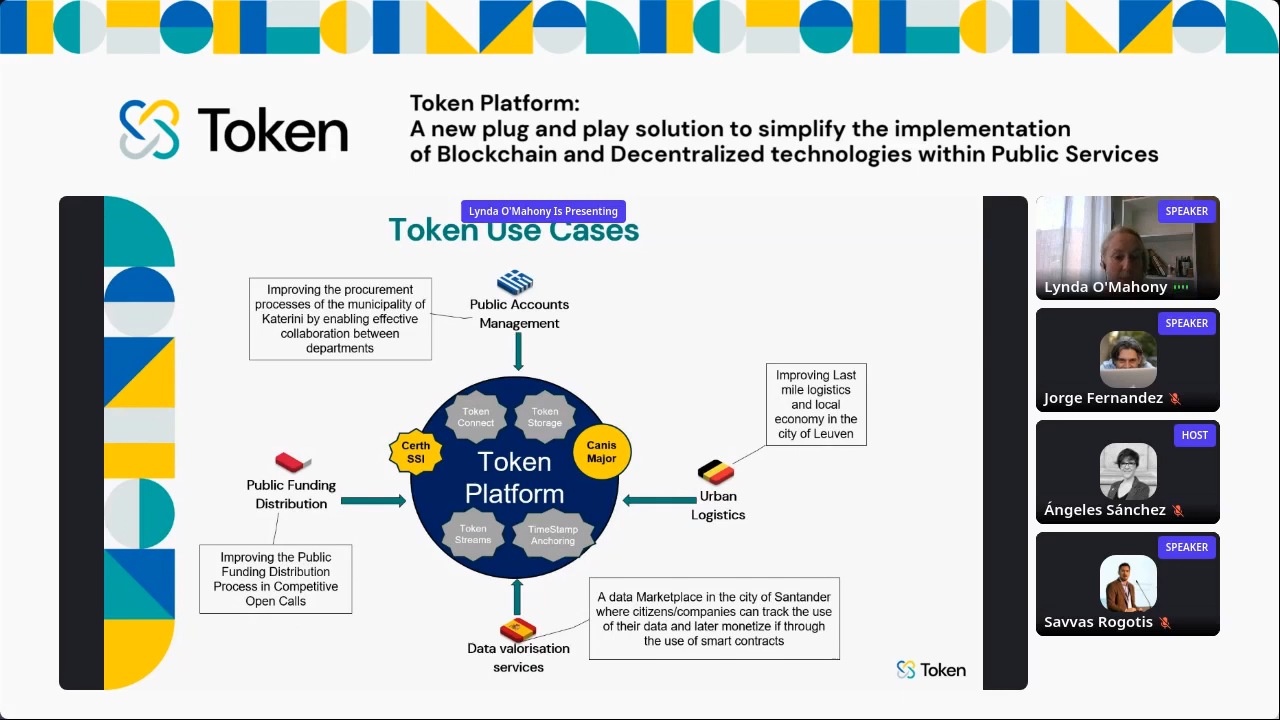 Token
Token Platform:
A new plug and play solution to simplify the implementation
of Blockchain and Decentralized technologies within Public Services
Lynda O'Mahony Is Presenting
Token Use Cases
Improving the procurement
processes of the municipality of
Katerini by enabling effective
collaboration between
departments
Public Accounts
Management
Improving Last
mile logistics
and local
economy in the
city of Leuven
Token
Connect
Token
Storage
Certh
SSI
Canis
Major
Token
Platform
Token
Streams
TimeStamp
Anchoring
Public Funding
Distribution
Urban
Logistics
Improving the Public
Funding Distribution
Process in Competitive
Open Calls
A data Marketplace in the city of Santander
where citizens/companies can track the use
of their data and later monetize if through
the use of smart contracts
Data valorisation
services
Token
SPEAKER
Lynda O'Mahony
SPEAKER
Jorge Fernandez
HOST
Ángeles Sánchez
SPEAKER
Savvas Rogotis